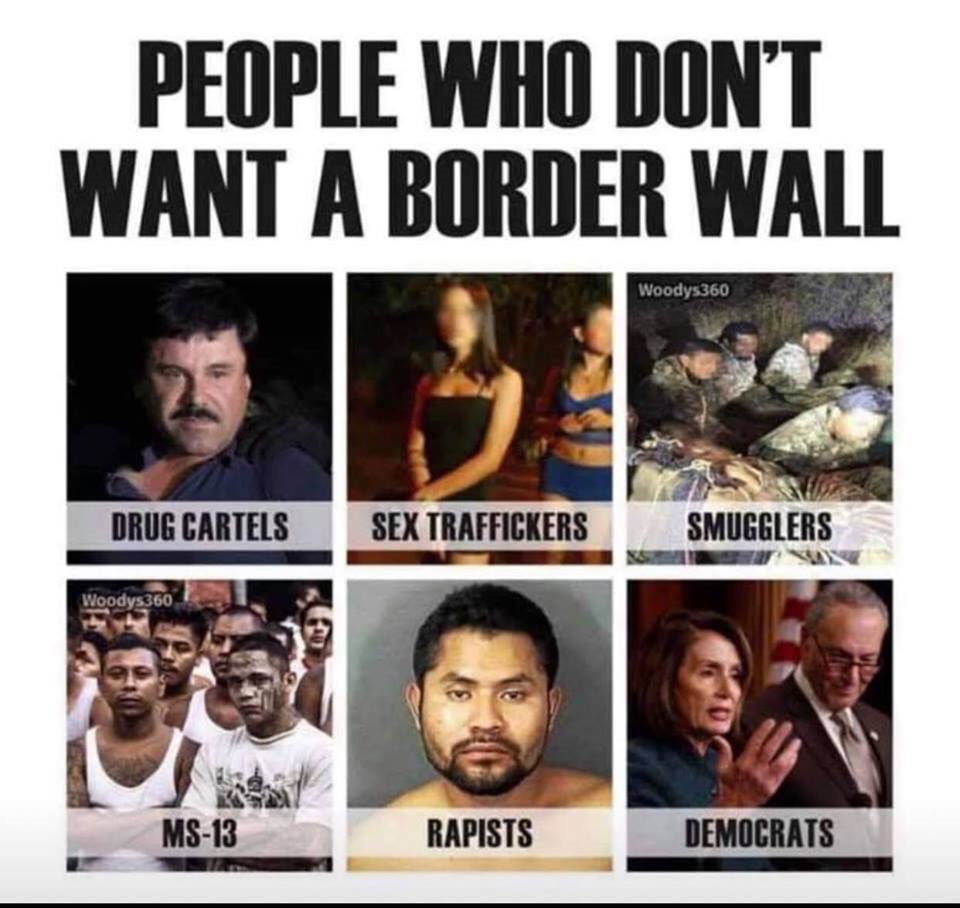 PEOPLE WHO DON'T
WANT A BORDER WALL
Woodys360
DRUG CARTELS
SEX TRAFFICKERS
SMUGGLERS
Woodys360
MS-13
RAPISTS
DEMOCRATS